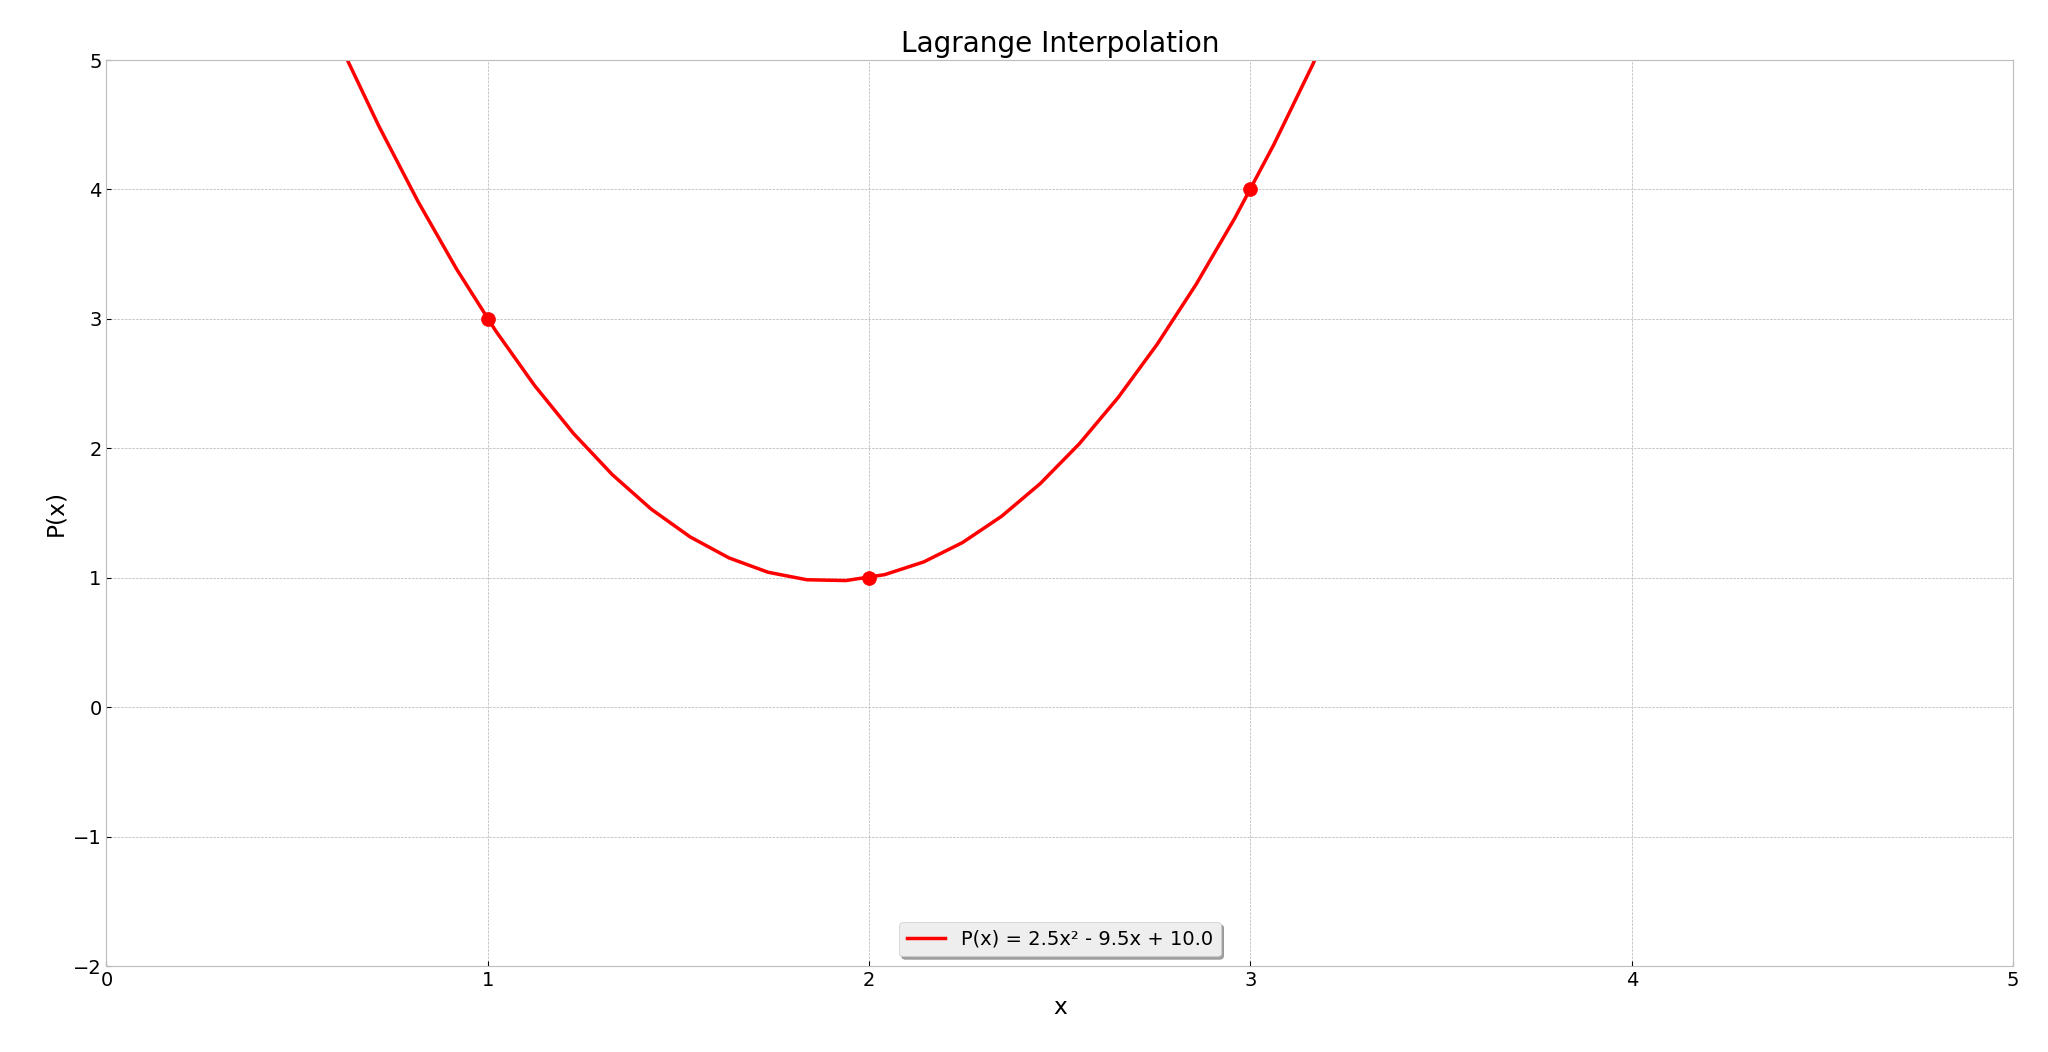 Lagrange Interpolation
5
4
3
2
1
0
−1
−2
P(x)
P(x) = 2.5x² - 9.5x + 10.0
0 1 2 3 4 5
x